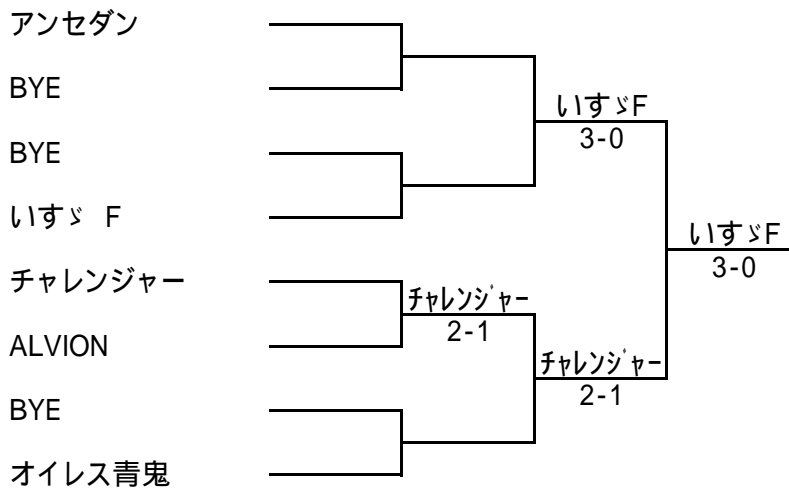 アンセダン
BYE
BYE
いすゞ F
チャレンジャー
ALVION
BYE
オイレス青鬼
いすゞF
3-0
チャレンジャー
2-1
チャレンジャー
2-1
いすゞF
3-0